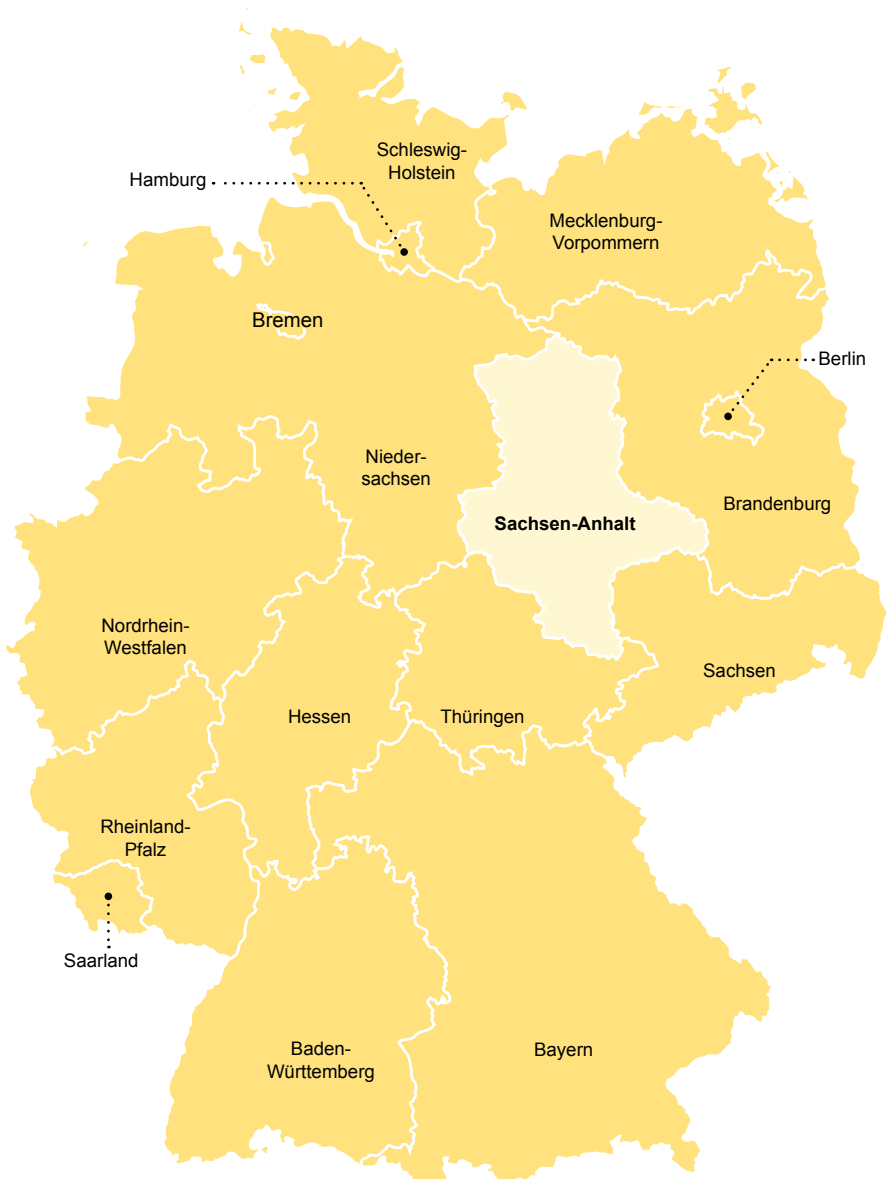 Schleswig-
Holstein
Hamburg
Mecklenburg-
Vorpommern
Bremen
Berlin
Nieder-
sachsen
Brandenburg
Sachsen-Anhalt
Nordrhein-
Westfalen
Sachsen
Hessen
Thüringen
Rheinland-
Pfalz
Saarland
Baden-
Württemberg
Bayern